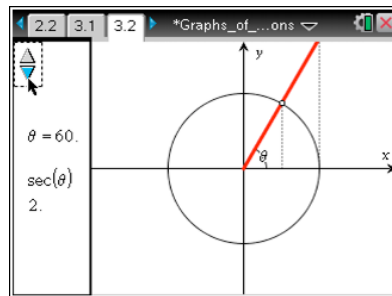 2.2 3.1 3.2 *Graphs_of_...ons
y
θ = 60.
θ
x
sec(θ)
2.